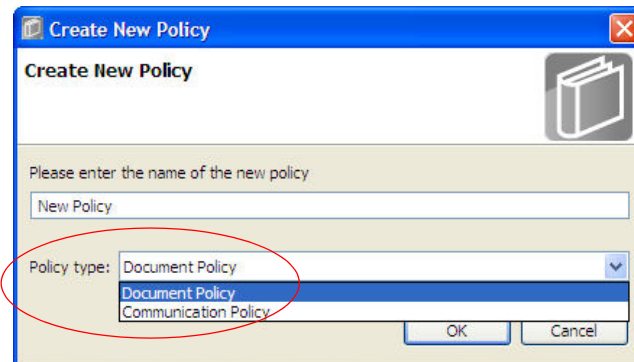 Create New Policy
Create New Policy
Please enter the name of the new policy
New Policy
Policy type: Document Policy
Document Policy
Communication Policy
OK Cancel